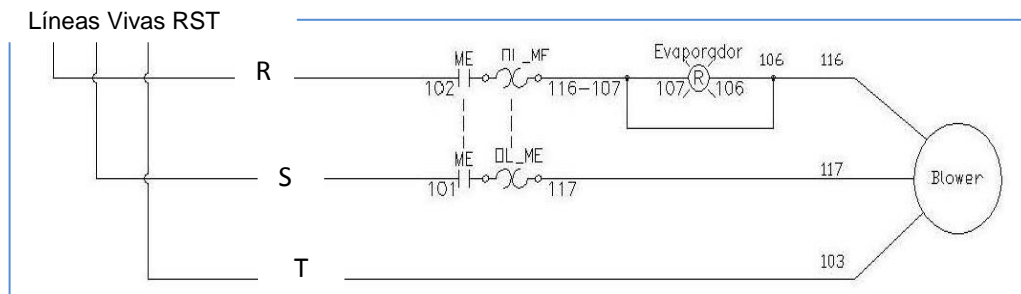 Líneas Vivas RST
R
ME
ΠI_MF
Evaporador
106
116
102
116-107
107
R
106
S
ME
OL_ME
101
117
117
Blower
T
103